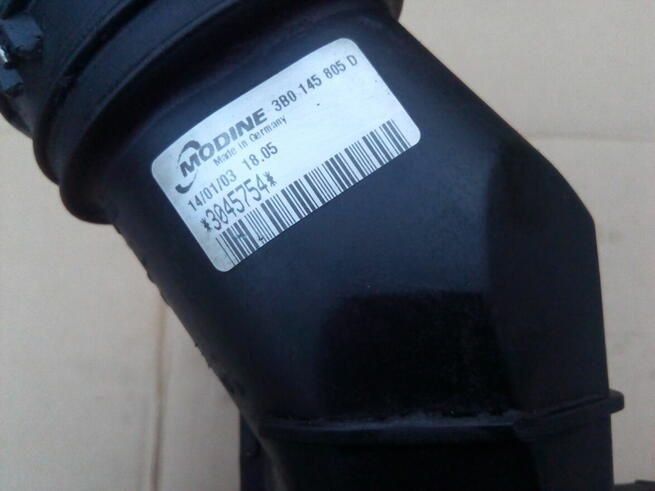 MODINE 3B0 145 805 D
Made in Germany
14/01/03 18.05
*3045754*